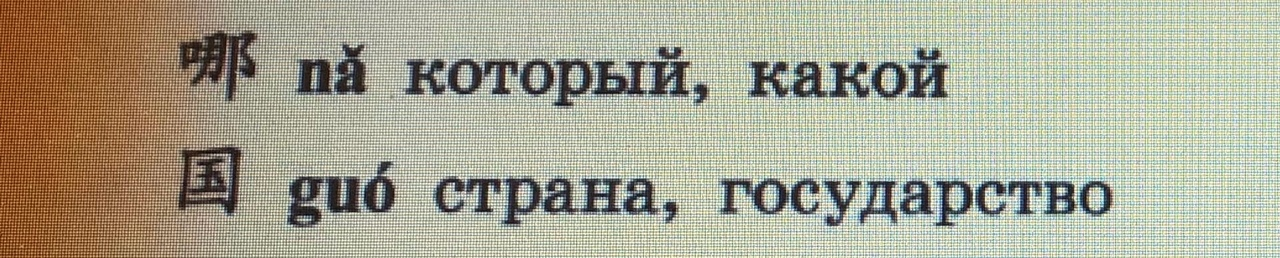 哪 nǎ который, какой
国 guó страна, государство